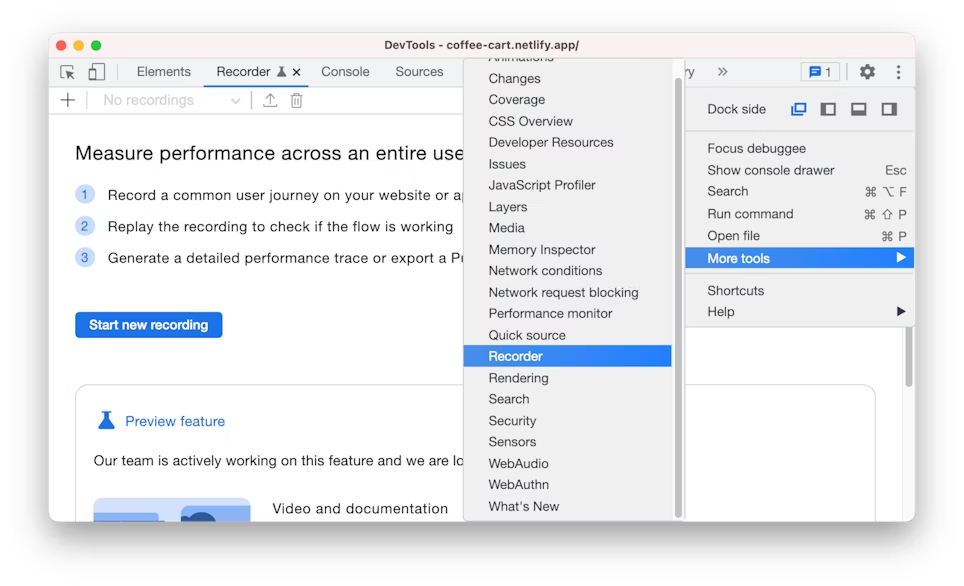 DevTools - coffee-cart.netlify.app/
Elements
Recorder
Console
Sources
ry
1
No recordings
Measure performance across an entire use
1 Record a common user journey on your website or a
2 Replay the recording to check if the flow is working
3 Generate a detailed performance trace or export a P
Start new recording
Preview feature
Our team is actively working on this feature and we are lo
Video and documentation
Animations
Changes
Coverage
CSS Overview
Developer Resources
Issues
JavaScript Profiler
Layers
Media
Memory Inspector
Network conditions
Network request blocking
Performance monitor
Quick source
Recorder
Rendering
Search
Security
Sensors
WebAudio
WebAuthn
What's New
Dock side
Focus debuggee
Show console drawer Esc
Search ⌘ ⌥ F
Run command ⌘ ⇧ P
Open file ⌘ P
More tools
Shortcuts
Help